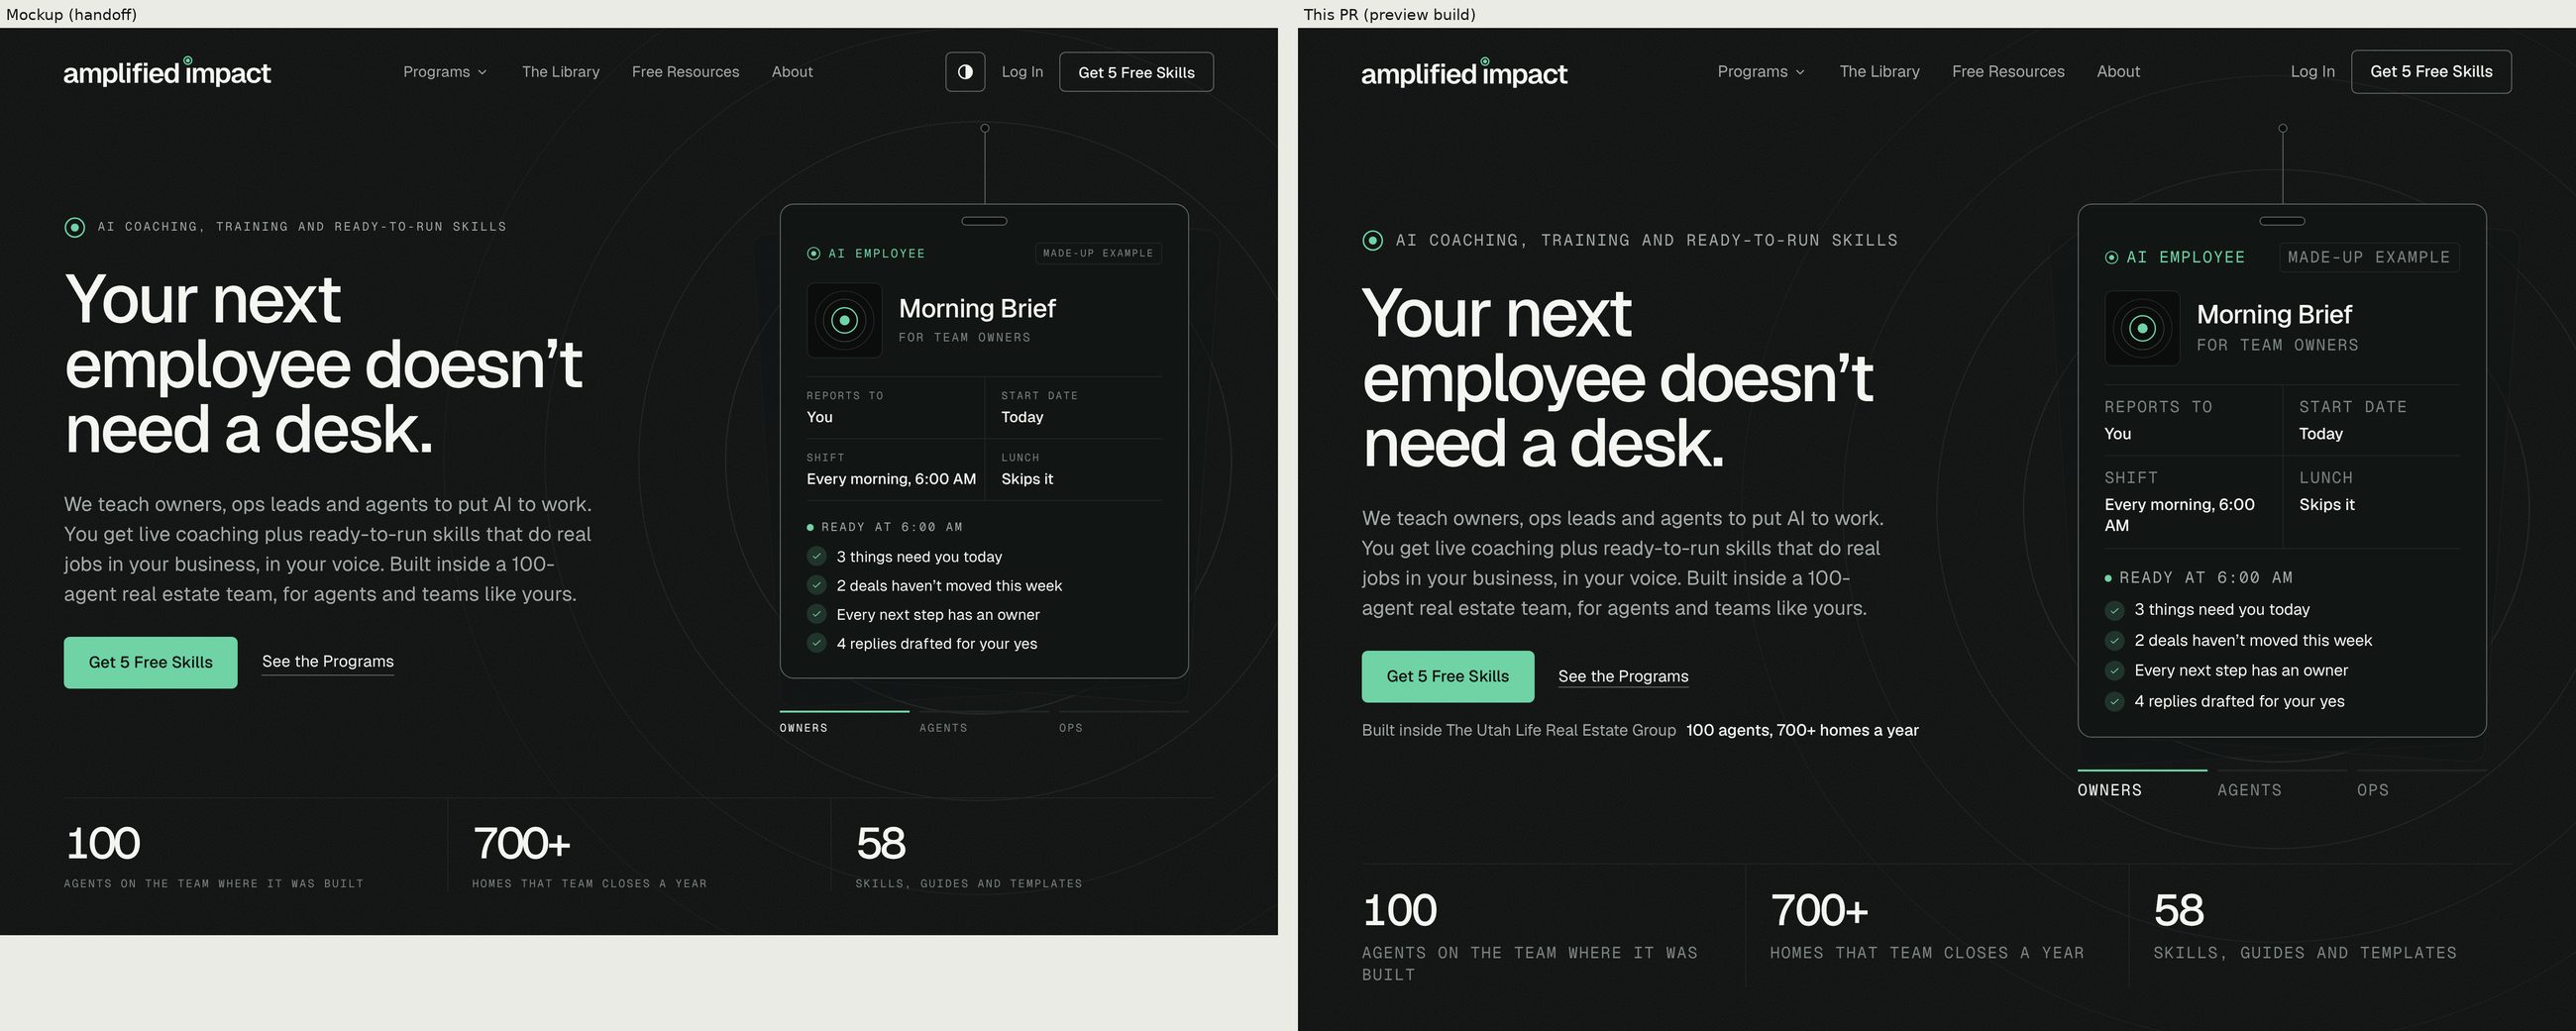 Mockup (handoff)
amplified impact
Programs
The Library
Free Resources
About
Log In
Get 5 Free Skills
AI COACHING, TRAINING AND READY-TO-RUN SKILLS
Your next
employee doesn’t
need a desk.
We teach owners, ops leads and agents to put AI to work.
You get live coaching plus ready-to-run skills that do real
jobs in your business, in your voice. Built inside a 100-
agent real estate team, for agents and teams like yours.
Get 5 Free Skills
See the Programs
AI EMPLOYEE
MADE-UP EXAMPLE
Morning Brief
FOR TEAM OWNERS
REPORTS TO
You
START DATE
Today
SHIFT
Every morning, 6:00 AM
LUNCH
Skips it
READY AT 6:00 AM
3 things need you today
2 deals haven’t moved this week
Every next step has an owner
4 replies drafted for your yes
OWNERS
AGENTS
OPS
100
AGENTS ON THE TEAM WHERE IT WAS BUILT
700+
HOMES THAT TEAM CLOSES A YEAR
58
SKILLS, GUIDES AND TEMPLATES
This PR (preview build)
amplified impact
Programs
The Library
Free Resources
About
Log In
Get 5 Free Skills
AI COACHING, TRAINING AND READY-TO-RUN SKILLS
Your next
employee doesn’t
need a desk.
We teach owners, ops leads and agents to put AI to work.
You get live coaching plus ready-to-run skills that do real
jobs in your business, in your voice. Built inside a 100-
agent real estate team, for agents and teams like yours.
Get 5 Free Skills
See the Programs
Built inside The Utah Life Real Estate Group 100 agents, 700+ homes a year
AI EMPLOYEE
MADE-UP EXAMPLE
Morning Brief
FOR TEAM OWNERS
REPORTS TO
You
START DATE
Today
SHIFT
Every morning, 6:00
AM
LUNCH
Skips it
READY AT 6:00 AM
3 things need you today
2 deals haven’t moved this week
Every next step has an owner
4 replies drafted for your yes
OWNERS
AGENTS
OPS
100
AGENTS ON THE TEAM WHERE IT WAS
BUILT
700+
HOMES THAT TEAM CLOSES A YEAR
58
SKILLS, GUIDES AND TEMPLATES